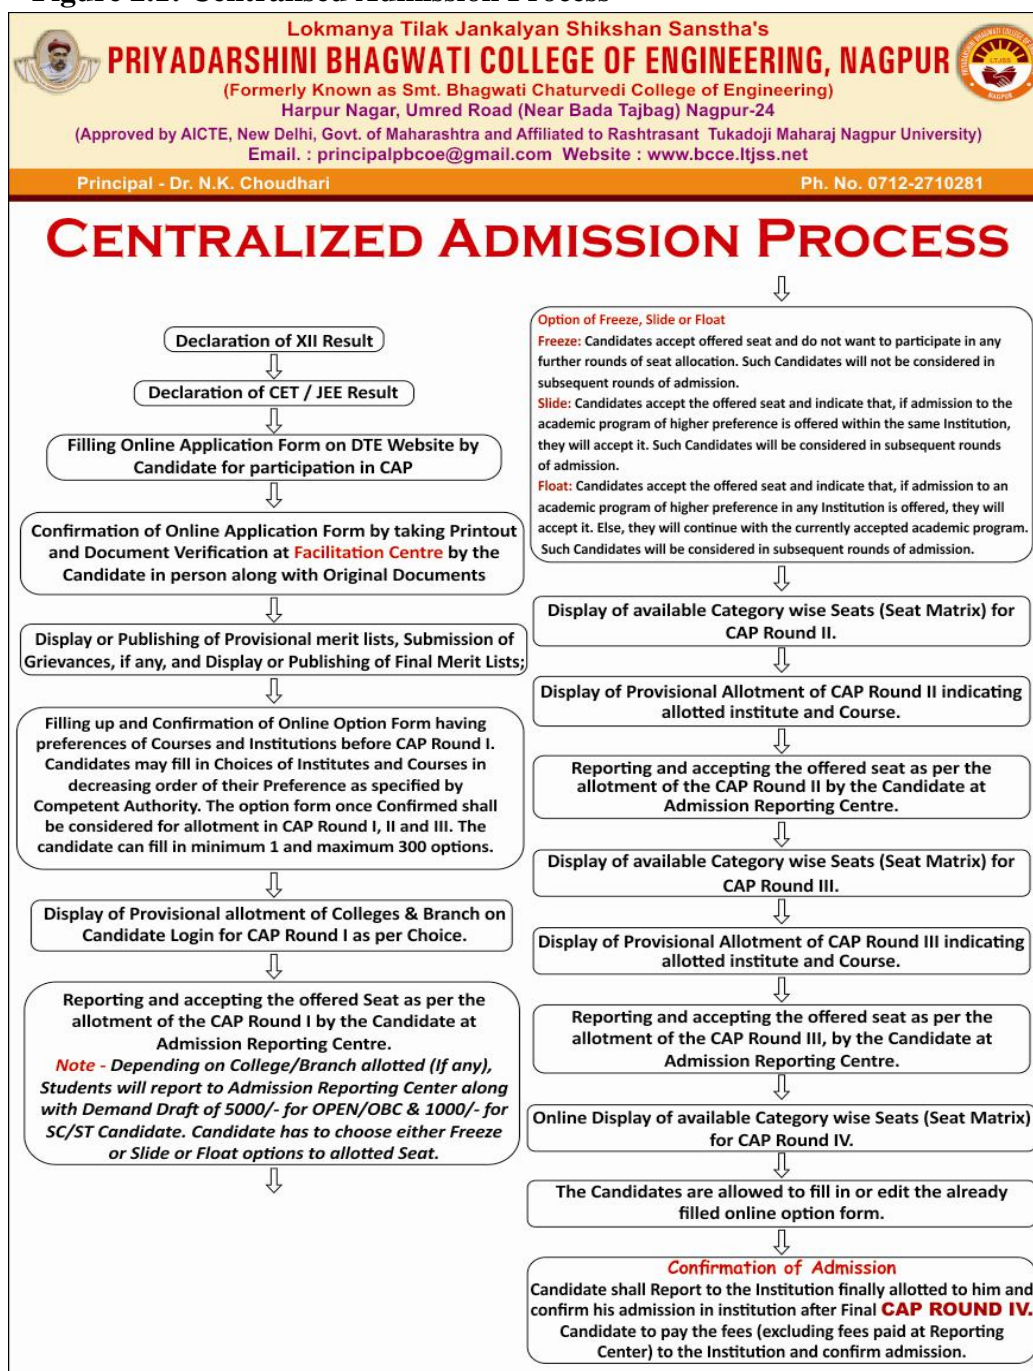 Figure 2.1: Centralised Admission Process
Lokmanya Tilak Jankalyan Shikshan Sanstha's
PRIYADARSHINI BHAGWATI COLLEGE OF ENGINEERING, NAGPUR
(Formerly Known as Smt. Bhagwati Chaturvedi College of Engineering)
Harpur Nagar, Umred Road (Near Bada Tajbag) Nagpur-24
(Approved by AICTE, New Delhi, Govt. of Maharashtra and Affiliated to Rashtrasant Tukadoji Maharaj Nagpur University)
Email. : principalpbcoe@gmail.com Website : www.bcce.ltjss.net
Principal - Dr. N.K. Choudhari
Ph. No. 0712-2710281
LTJSS
NAGPUR
CENTRALIZED ADMISSION PROCESS
Declaration of XII Result
Declaration of CET / JEE Result
Filling Online Application Form on DTE Website by
Candidate for participation in CAP
Confirmation of Online Application Form by taking Printout
and Document Verification at Facilitation Centre by the
Candidate in person along with Original Documents
Display or Publishing of Provisional merit lists, Submission of
Grievances, if any, and Display or Publishing of Final Merit Lists;
Filling up and Confirmation of Online Option Form having
preferences of Courses and Institutions before CAP Round I.
Candidates may fill in Choices of Institutes and Courses in
decreasing order of their Preference as specified by
Competent Authority. The option form once Confirmed shall
be considered for allotment in CAP Round I, II and III. The
candidate can fill in minimum 1 and maximum 300 options.
Display of Provisional allotment of Colleges & Branch on
Candidate Login for CAP Round I as per Choice.
Reporting and accepting the offered Seat as per the
allotment of the CAP Round I by the Candidate at
Admission Reporting Centre.
Note - Depending on College/Branch allotted (If any),
Students will report to Admission Reporting Center along
with Demand Draft of 5000/- for OPEN/OBC & 1000/- for
SC/ST Candidate. Candidate has to choose either Freeze
or Slide or Float options to allotted Seat.
Option of Freeze, Slide or Float
Freeze: Candidates accept offered seat and do not want to participate in any
further rounds of seat allocation. Such Candidates will not be considered in
subsequent rounds of admission.
Slide: Candidates accept the offered seat and indicate that, if admission to the
academic program of higher preference is offered within the same Institution,
they will accept it. Such Candidates will be considered in subsequent rounds
of admission.
Float: Candidates accept the offered seat and indicate that, if admission to an
academic program of higher preference in any Institution is offered, they will
accept it. Else, they will continue with the currently accepted academic program.
Such Candidates will be considered in subsequent rounds of admission.
Display of available Category wise Seats (Seat Matrix) for
CAP Round II.
Display of Provisional Allotment of CAP Round II indicating
allotted institute and Course.
Reporting and accepting the offered seat as per the
allotment of the CAP Round II by the Candidate at
Admission Reporting Centre.
Display of available Category wise Seats (Seat Matrix) for
CAP Round III.
Display of Provisional Allotment of CAP Round III indicating
allotted institute and Course.
Reporting and accepting the offered seat as per the
allotment of the CAP Round III, by the Candidate at
Admission Reporting Centre.
Online Display of available Category wise Seats (Seat Matrix)
for CAP Round IV.
The Candidates are allowed to fill in or edit the already
filled online option form.
Confirmation of Admission
Candidate shall Report to the Institution finally allotted to him and
confirm his admission in institution after Final CAP ROUND IV.
Candidate to pay the fees (excluding fees paid at Reporting
Center) to the Institution and confirm admission.